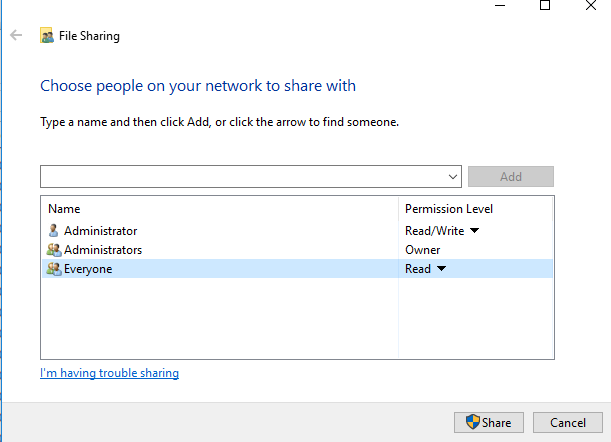 File Sharing
Choose people on your network to share with
Type a name and then click Add, or click the arrow to find someone.
Add
Name Permission Level
Administrator Read/Write
Administrators Owner
Everyone Read
I'm having trouble sharing
Share Cancel